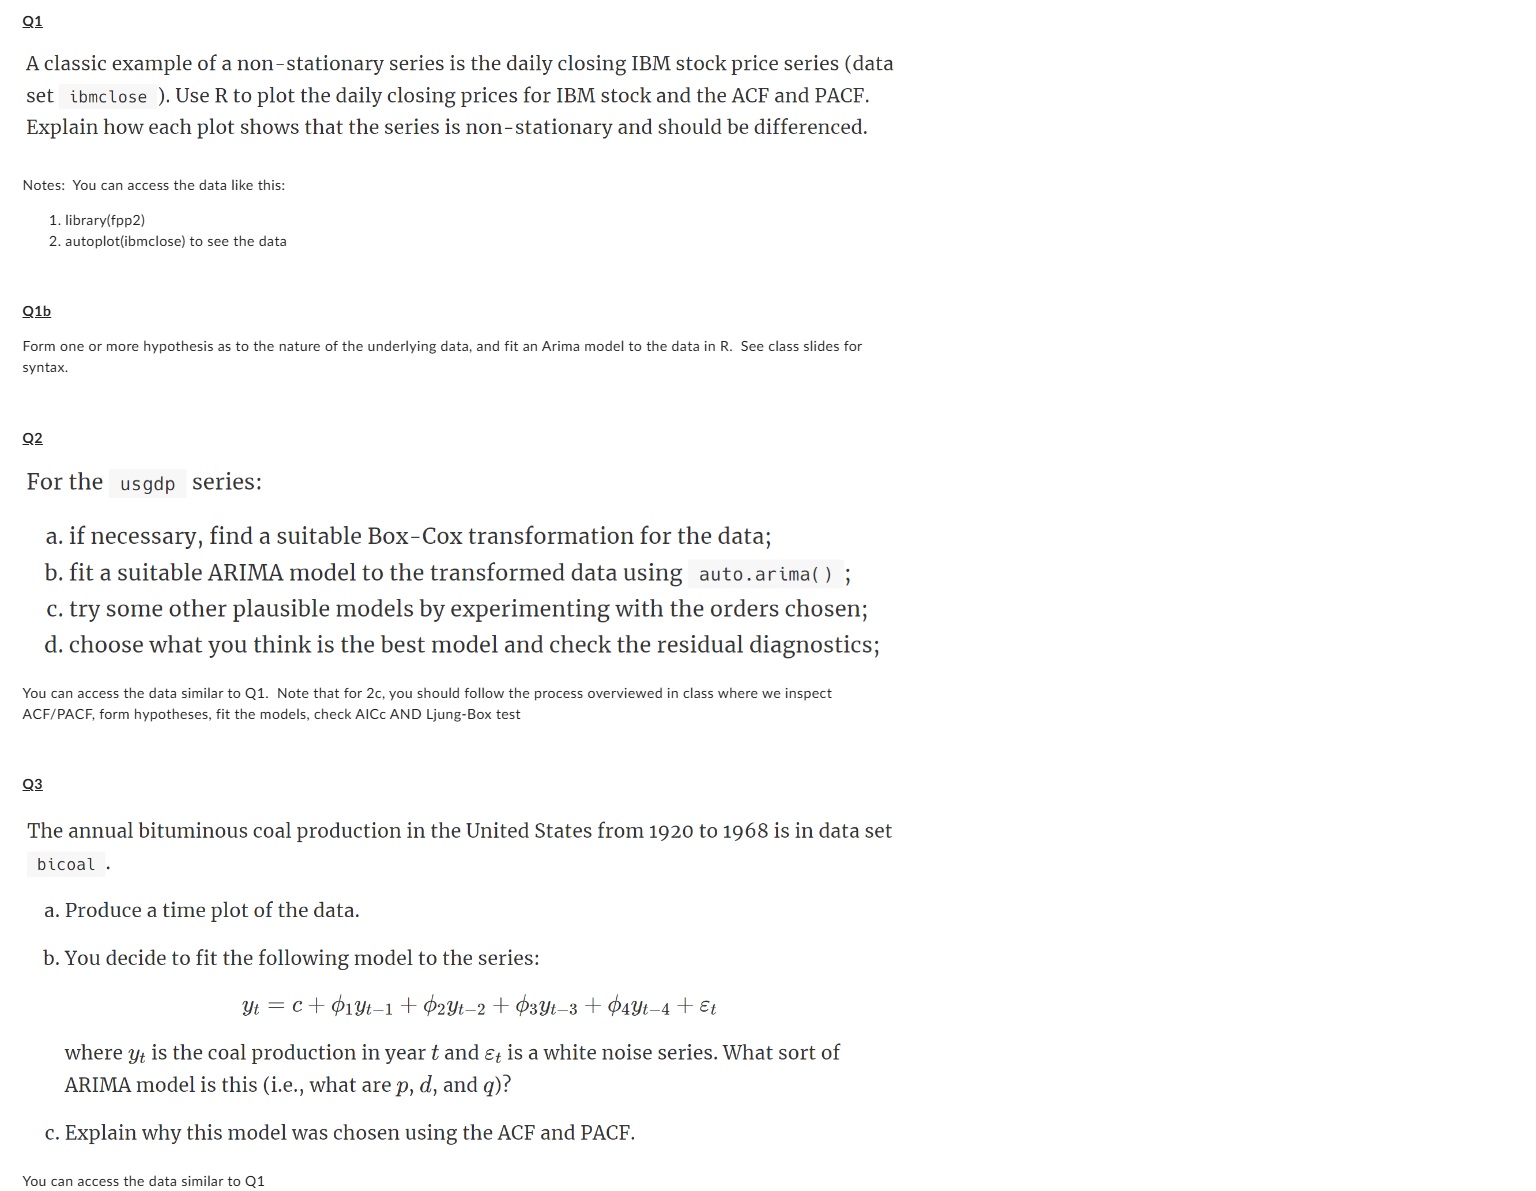 Q1
A classic example of a non-stationary series is the daily closing IBM stock price series (data
set ibmclose ). Use R to plot the daily closing prices for IBM stock and the ACF and PACF.
Explain how each plot shows that the series is non-stationary and should be differenced.
Notes: You can access the data like this:
1. library(fpp2)
2. autoplot(ibmclose) to see the data
Q1b
Form one or more hypothesis as to the nature of the underlying data, and fit an Arima model to the data in R. See class slides for
syntax.
Q2
For the usgdp series:
a. if necessary, find a suitable Box-Cox transformation for the data;
b. fit a suitable ARIMA model to the transformed data using auto.arima() ;
c. try some other plausible models by experimenting with the orders chosen;
d. choose what you think is the best model and check the residual diagnostics;
You can access the data similar to Q1. Note that for 2c, you should follow the process overviewed in class where we inspect
ACF/PACF, form hypotheses, fit the models, check AICc AND Ljung-Box test
Q3
The annual bituminous coal production in the United States from 1920 to 1968 is in data set
bicoal .
a. Produce a time plot of the data.
b. You decide to fit the following model to the series:
y_t = c + ϕ_1y_{t−1} + ϕ_2y_{t−2} + ϕ_3y_{t−3} + ϕ_4y_{t−4} + ε_t
where y_t is the coal production in year t and ε_t is a white noise series. What sort of
ARIMA model is this (i.e., what are p, d, and q)?
c. Explain why this model was chosen using the ACF and PACF.
You can access the data similar to Q1